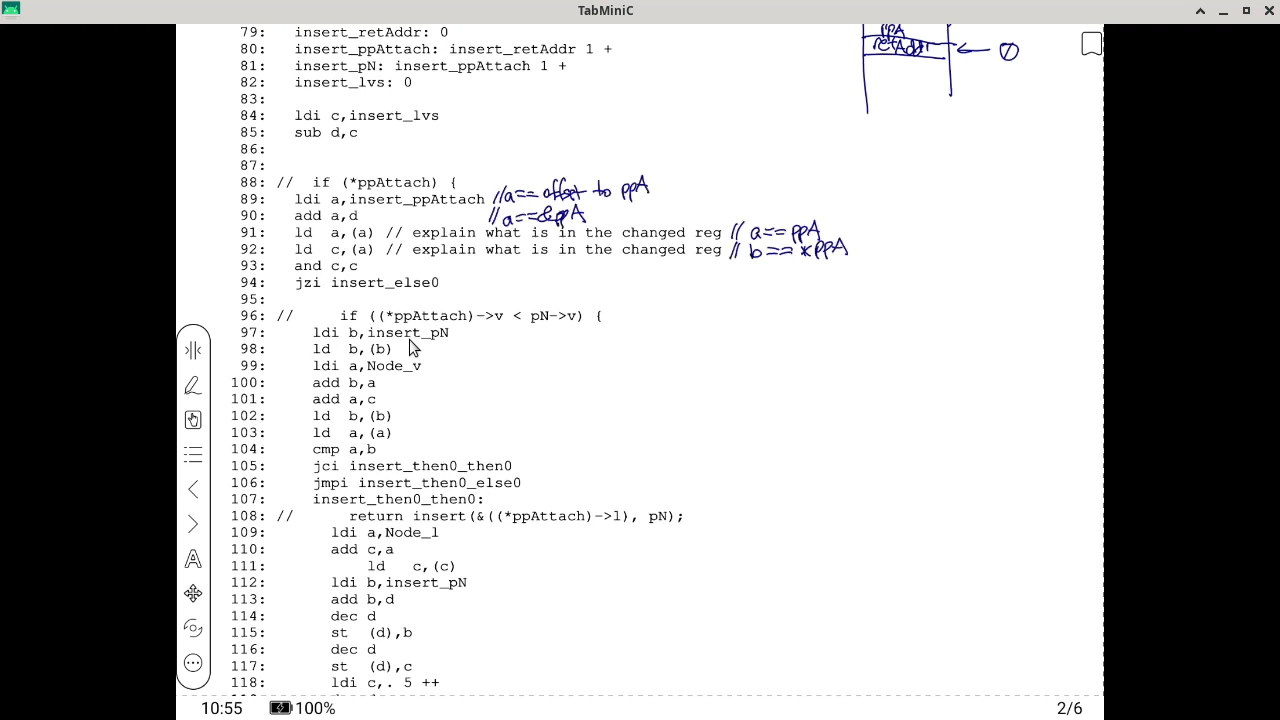 TabMiniC
79: insert_retAddr: 0
ppA
80: insert_ppAttach: insert_retAddr 1 +
retAddr ← 0
81: insert_pN: insert_ppAttach 1 +
82: insert_lvs: 0
83:
84: ldi c,insert_lvs
85: sub d,c
86:
87:
88: // if (*ppAttach) {
89: ldi a,insert_ppAttach //a== offset to ppA
90: add a,d // a==&ppA
91: ld a,(a) // explain what is in the changed reg // a== ppA
92: ld c,(a) // explain what is in the changed reg // b== *ppA
93: and c,c
94: jzi insert_else0
95:
96: // if ((*ppAttach)->v < pN->v) {
97: ldi b,insert_pN
98: ld b,(b)
99: ldi a,Node_v
100: add b,a
101: add a,c
102: ld b,(b)
103: ld a,(a)
104: cmp a,b
105: jci insert_then0_then0
106: jmpi insert_then0_else0
107: insert_then0_then0:
108: // return insert(&((*ppAttach)->l), pN);
109: ldi a,Node_l
110: add c,a
111: ld c,(c)
112: ldi b,insert_pN
113: add b,d
114: dec d
115: st (d),b
116: dec d
117: st (d),c
118: ldi c,. 5 ++
10:55 100% 2/6